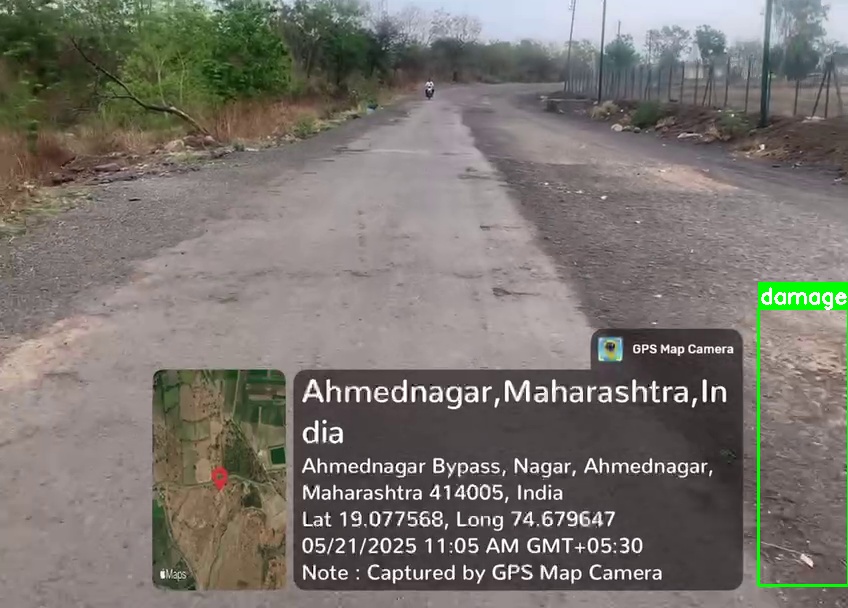 damage
GPS Map Camera
Ahmednagar,Maharashtra,In
dia
Ahmednagar Bypass, Nagar, Ahmednagar,
Maharashtra 414005, India
Lat 19.077568, Long 74.679647
05/21/2025 11:05 AM GMT+05:30
Note : Captured by GPS Map Camera
Maps